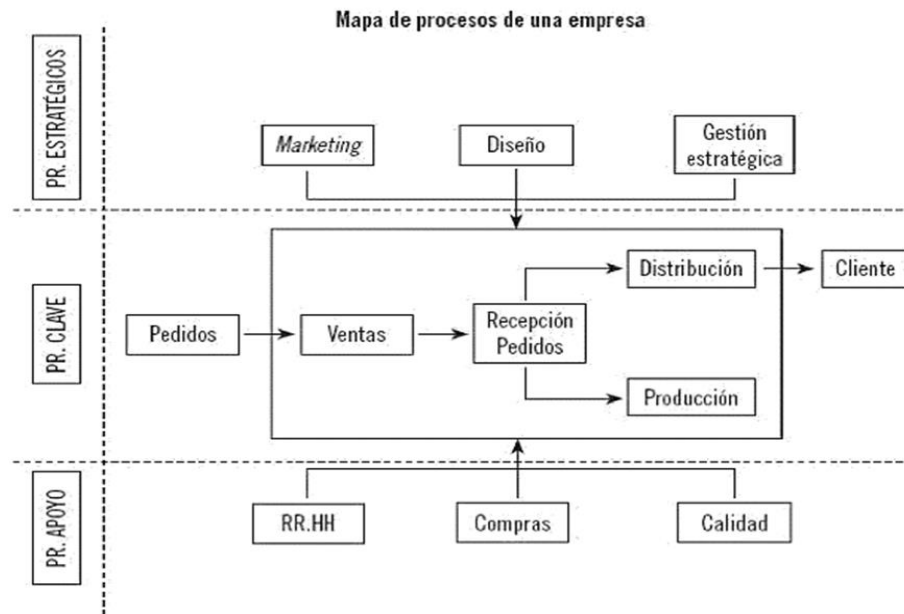 Mapa de procesos de una empresa
PR. ESTRATÉGICOS
Marketing
Diseño
Gestión
estratégica
PR. CLAVE
Pedidos
Ventas
Recepción
Pedidos
Distribución
Cliente
Producción
PR. APOYO
RR.HH
Compras
Calidad